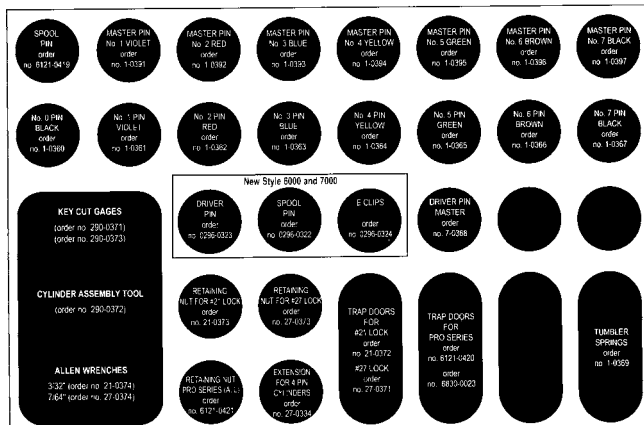 SPOOL
PIN
order
no. 6121-0419
MASTER PIN
No. 1 VIOLET
order
no. 1-0391
MASTER PIN
No. 2 RED
order
no. 1-0392
MASTER PIN
No. 3 BLUE
order
no. 1-0393
MASTER PIN
No. 4 YELLOW
order
no. 1-0394
MASTER PIN
No. 5 GREEN
order
no. 1-0395
MASTER PIN
No. 6 BROWN
order
no. 1-0396
MASTER PIN
No. 7 BLACK
order
no. 1-0397
No. 0 PIN
BLACK
order
no. 1-0360
No. 1 PIN
VIOLET
order
no. 1-0361
No. 2 PIN
RED
order
no. 1-0362
No. 3 PIN
BLUE
order
no. 1-0363
No. 4 PIN
YELLOW
order
no. 1-0364
No. 5 PIN
GREEN
order
no. 1-0365
No. 6 PIN
BROWN
order
no. 1-0366
No. 7 PIN
BLACK
order
no. 1-0367
KEY CUT GAGES
(order no. 290-0371)
(order no. 290-0373)
CYLINDER ASSEMBLY TOOL
(order no. 290-0372)
ALLEN WRENCHES
3/32" (order no. 21-0374)
7/64" (order no. 27-0374)
New Style 6000 and 7000
DRIVER
PIN
order
no. 0296-0323
SPOOL
PIN
order
no. 0296-0322
E CLIPS
order
no. 0296-0324
DRIVER PIN
MASTER
order
no. 7-0368
RETAINING
NUT FOR #21 LOCK
order
no. 21-0373
RETAINING
NUT FOR #27 LOCK
order
no. 27-0373
TRAP DOORS
FOR
#21 LOCK
order
no. 21-0372
#27 LOCK
order
no. 27-0371
TRAP DOORS
FOR
PRO SERIES
order
no. 6121-0420
order
no. 6830-0023
TUMBLER
SPRINGS
order
no. 1-0369
RETAINING NUT
PRO SERIES
order
no. 6121-0421
EXTENSION
FOR 4 PIN
CYLINDERS
order
no. 27-0334